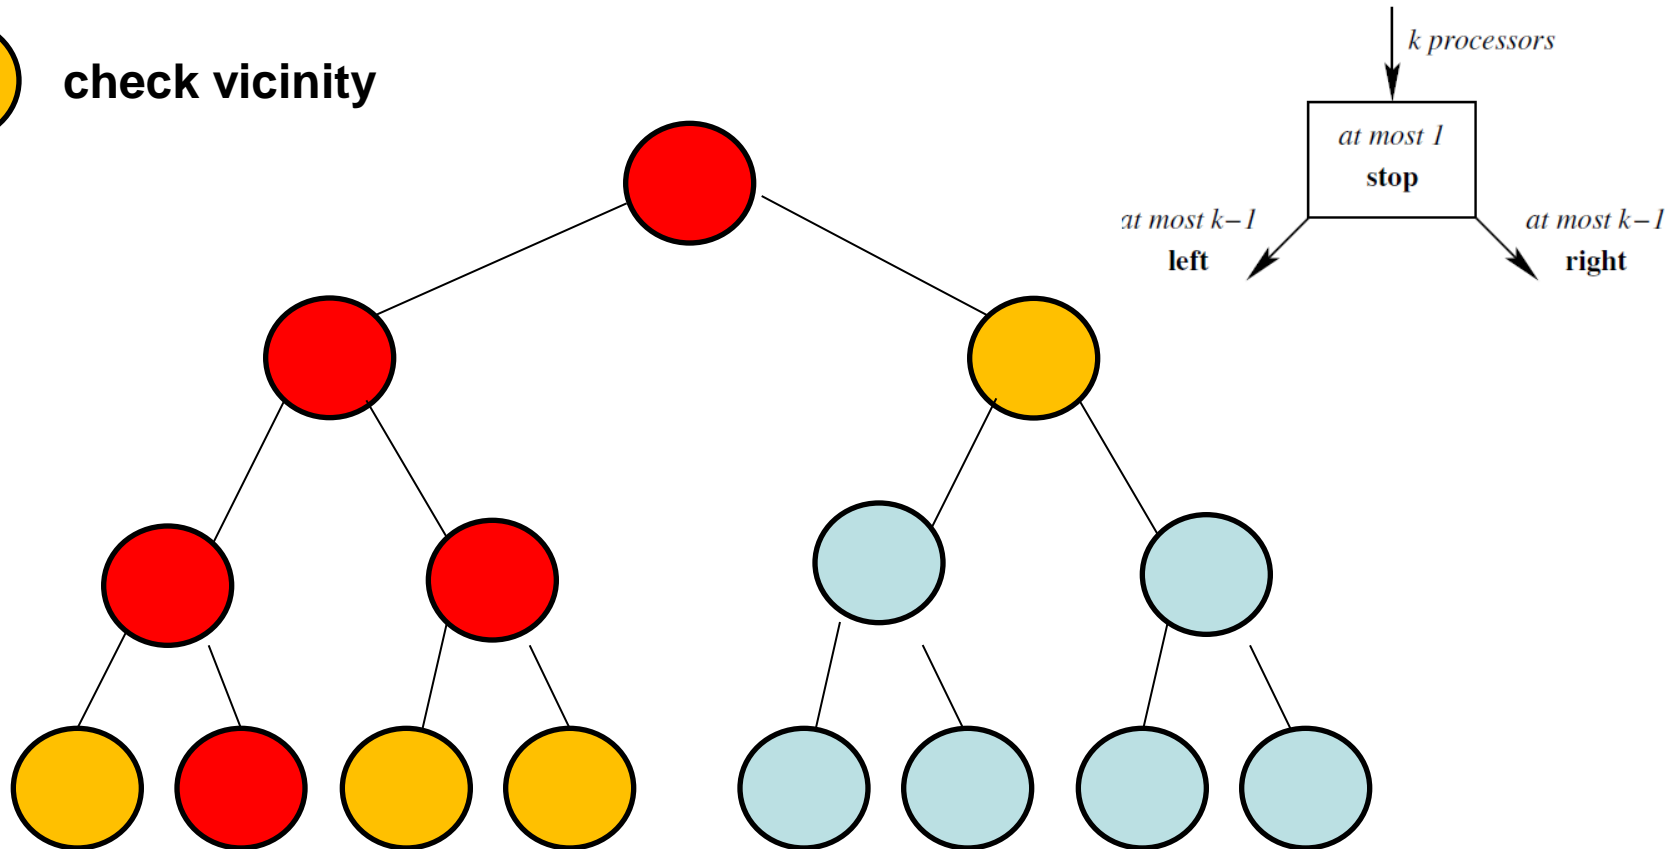 check vicinity
k processors
at most 1
stop
at most k−1
left
at most k−1
right